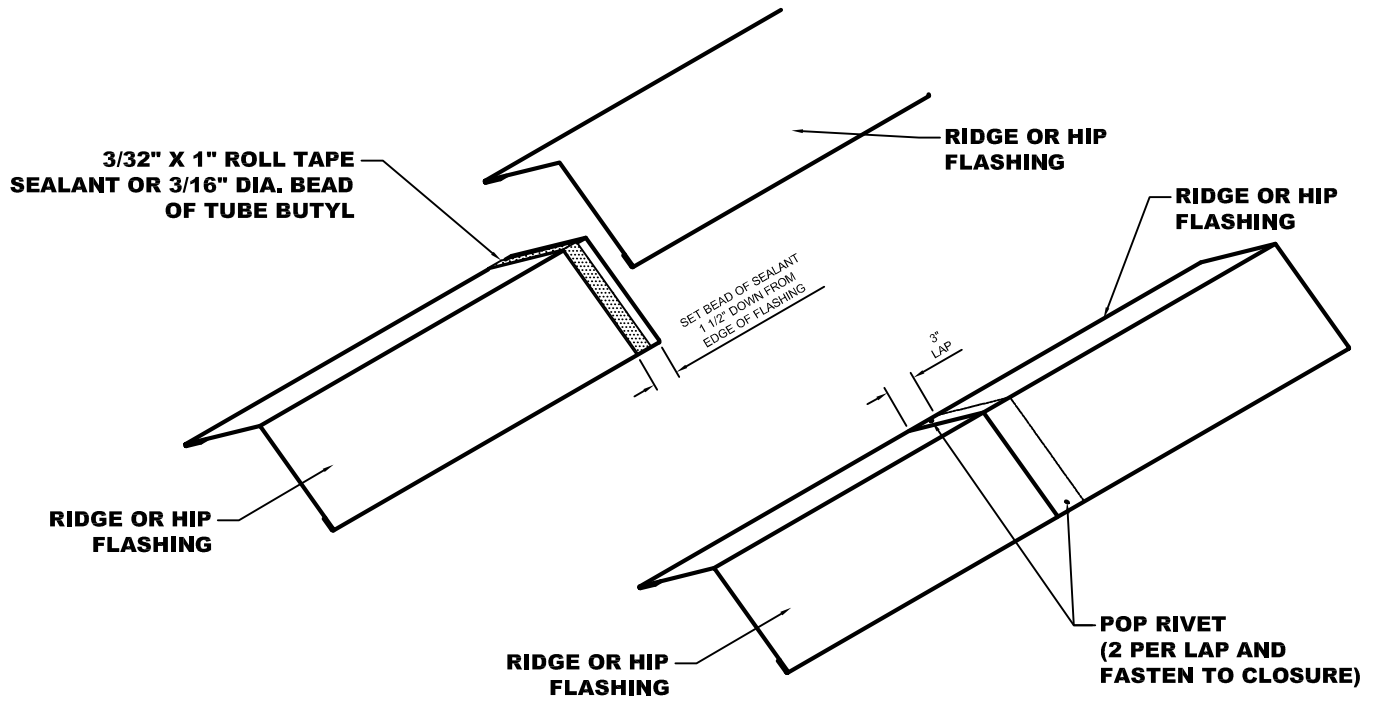 3/32" X 1" ROLL TAPE
SEALANT OR 3/16" DIA. BEAD
OF TUBE BUTYL
RIDGE OR HIP
FLASHING
RIDGE OR HIP
FLASHING
SET BEAD OF SEALANT
1 1/2" DOWN FROM
EDGE OF FLASHING
3"
LAP
RIDGE OR HIP
FLASHING
RIDGE OR HIP
FLASHING
POP RIVET
(2 PER LAP AND
FASTEN TO CLOSURE)